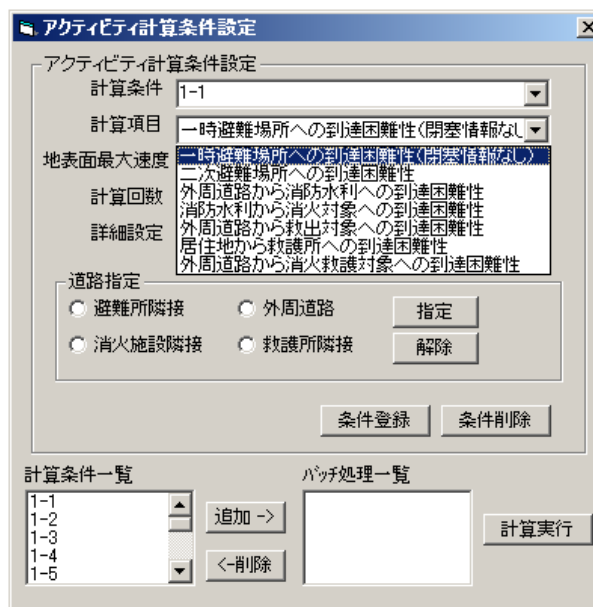 アクティビティ計算条件設定
アクティビティ計算条件設定
計算条件
1-1
計算項目
一時避難場所への到達困難性(閉塞情報なし
地表面最大速度
一時避難場所への到達困難性(閉塞情報なし)
二次避難場所への到達困難性
計算回数
外周道路から消防水利への到達困難性
消防水利から消火対象への到達困難性
詳細設定
外周道路から救出対象への到達困難性
居住地から救護所への到達困難性
外周道路から消火救護対象への到達困難性
道路指定
避難所隣接
外周道路
指定
消火施設隣接
救護所隣接
解除
条件登録
条件削除
計算条件一覧
バッチ処理一覧
1-1
1-2
1-3
1-4
1-5
追加 ->
<-削除
計算実行